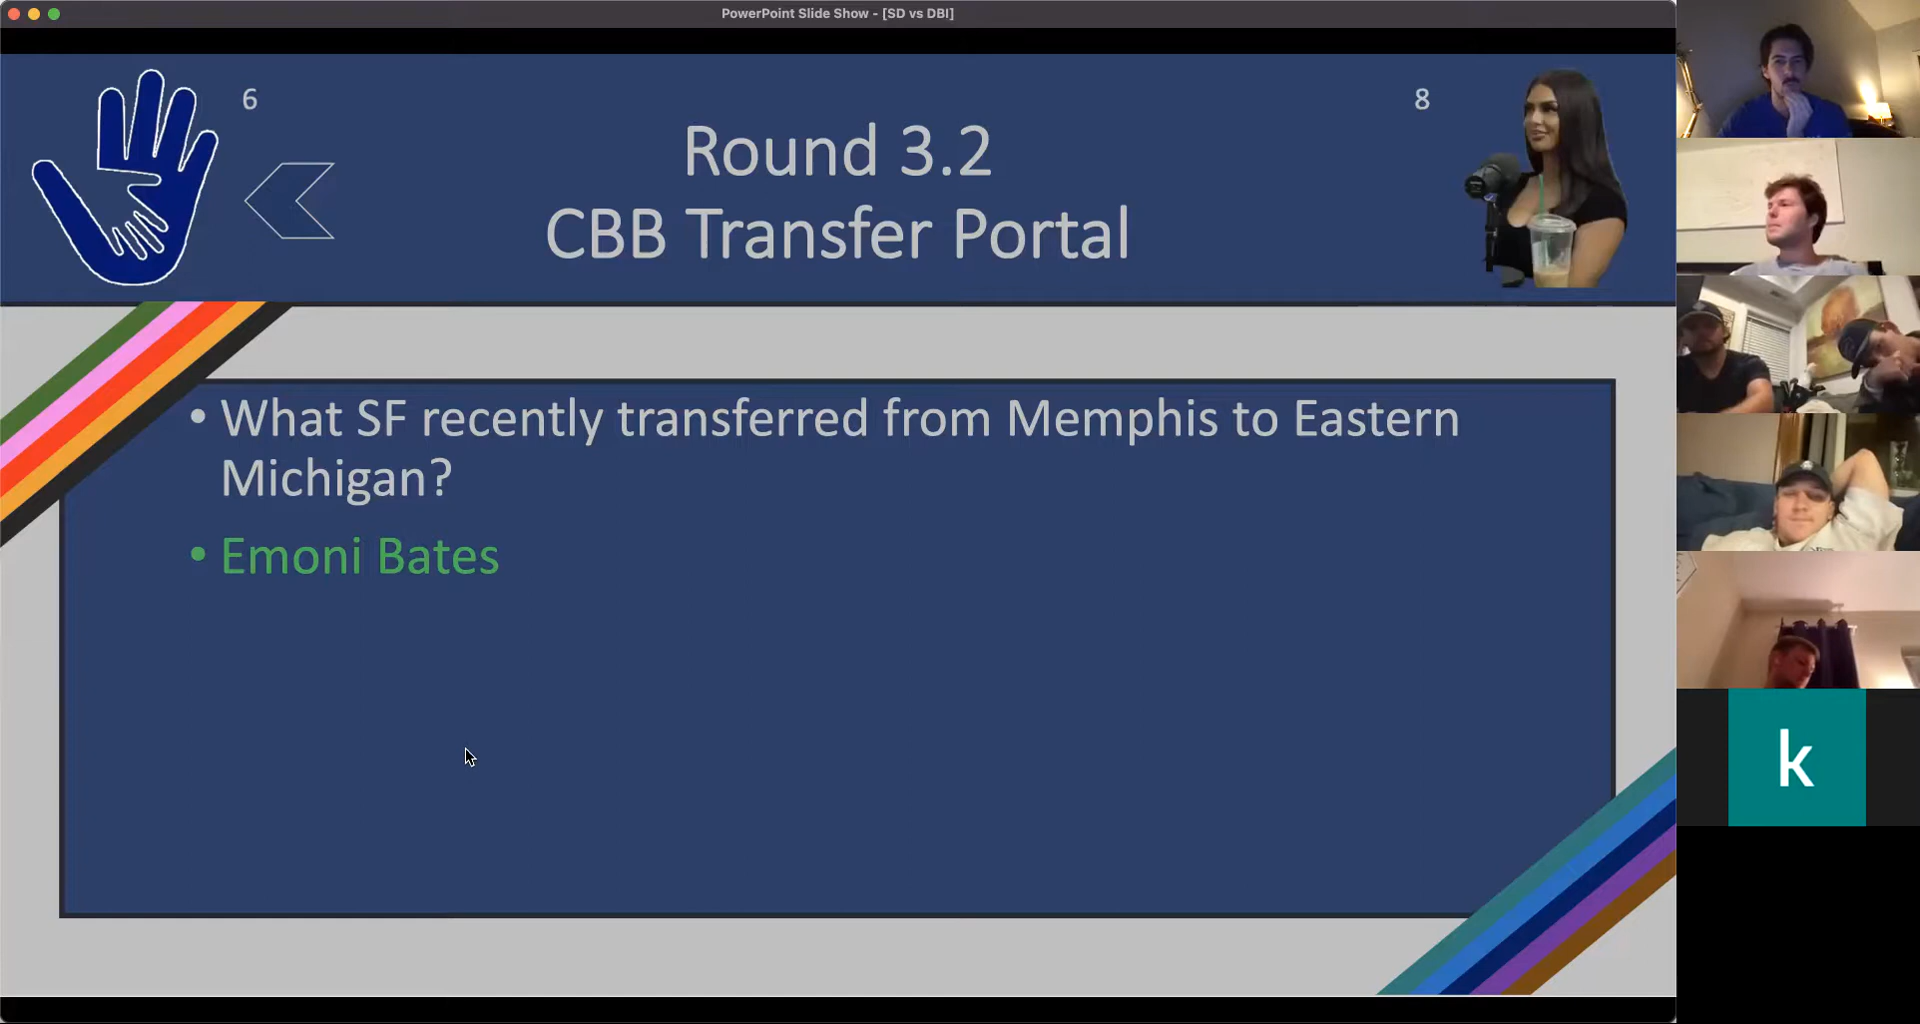 PowerPoint Slide Show - [SD vs DBI]
6
8
Round 3.2
CBB Transfer Portal
• What SF recently transferred from Memphis to Eastern
Michigan?
• Emoni Bates
k